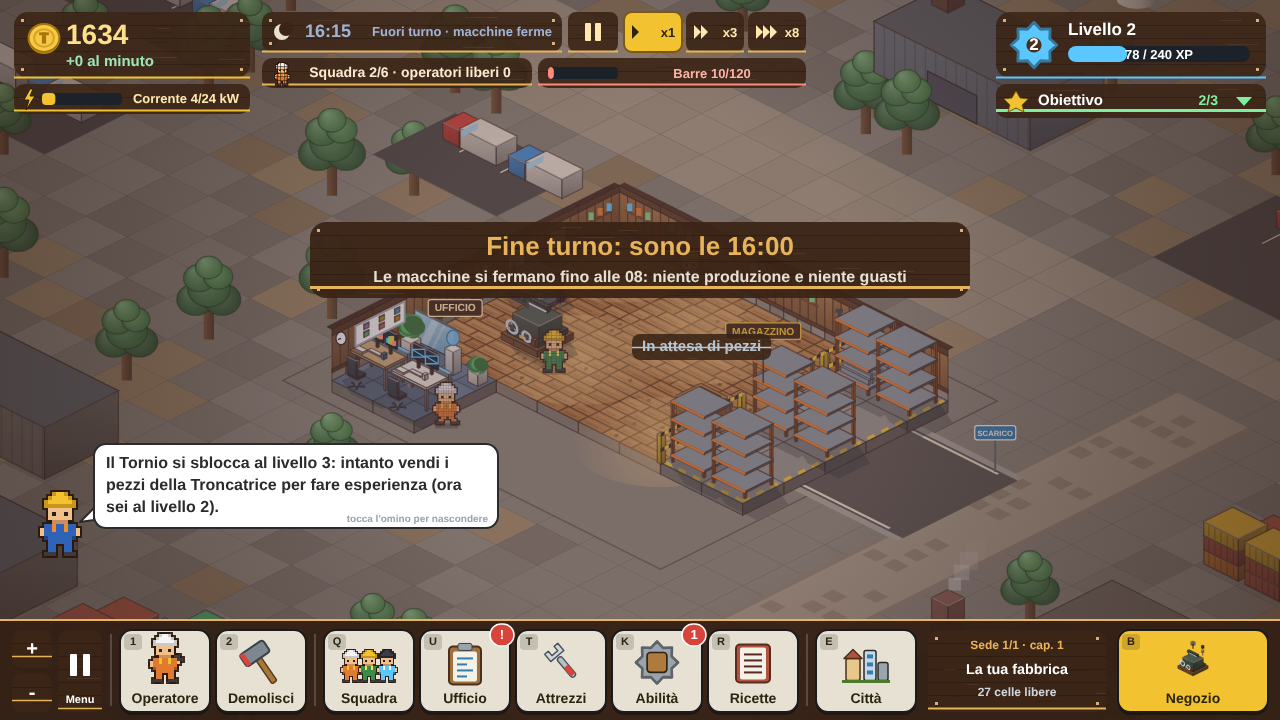 1634
+0 al minuto
Corrente 4/24 kW
16:15
Fuori turno · macchine ferme
x1
x3
x8
Squadra 2/6 · operatori liberi 0
Barre 10/120
2
Livello 2
78 / 240 XP
Obiettivo
2/3
Fine turno: sono le 16:00
Le macchine si fermano fino alle 08: niente produzione e niente guasti
UFFICIO
MAGAZZINO
In attesa di pezzi
SCARICO
Il Tornio si sblocca al livello 3: intanto vendi i
pezzi della Troncatrice per fare esperienza (ora
sei al livello 2).
tocca l'omino per nascondere
+
-
Menu
1
Operatore
2
Demolisci
Q
Squadra
U
!
Ufficio
T
Attrezzi
K
1
Abilità
R
Ricette
E
Città
Sede 1/1 · cap. 1
La tua fabbrica
27 celle libere
B
Negozio